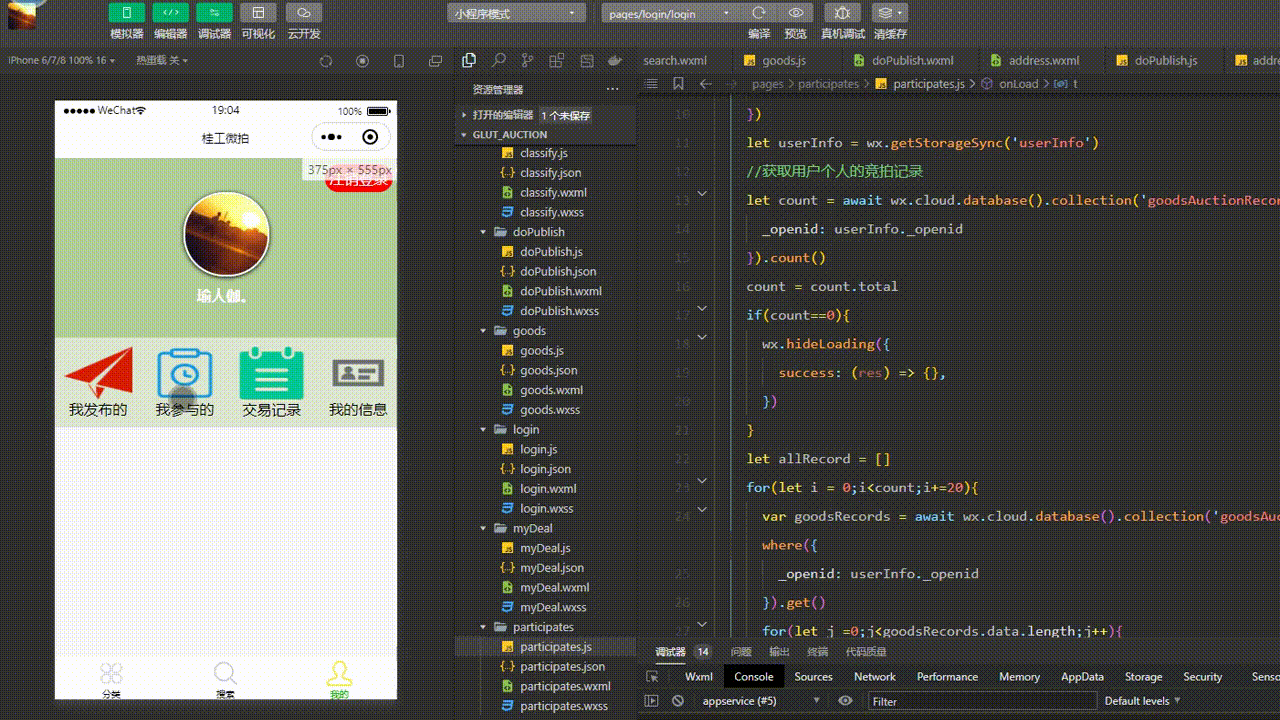 小程序模式
pages/login/login
模拟器 编辑器 调试器 可视化 云开发
编译 预览 真机调试 清缓存
iPhone 6/7/8 100% 16
热重载 关
WeChat
19:04
100%
桂工微拍
375px × 555px
注销登录
瑜人伽。
我发布的
我参与的
交易记录
我的信息
分类
搜索
我的
资源管理器
打开的编辑器
1 个未保存
GLUT_AUCTION
classify.js
classify.json
classify.wxml
classify.wxss
doPublish
doPublish.js
doPublish.json
doPublish.wxml
doPublish.wxss
goods
goods.js
goods.json
goods.wxml
goods.wxss
login
login.js
login.json
login.wxml
login.wxss
myDeal
myDeal.js
myDeal.json
myDeal.wxml
myDeal.wxss
participates
participates.js
participates.json
participates.wxml
participates.wxss
search.wxml
goods.js
doPublish.wxml
address.wxml
doPublish.js
addre
pages > participates > participates.js > onLoad > t
10 })
11 let userInfo = wx.getStorageSync('userInfo')
12 //获取用户个人的竞拍记录
13 let count = await wx.cloud.database().collection('goodsAuctionRecor
14 _openid: userInfo._openid
15 }).count()
16 count = count.total
17 if(count==0){
18 wx.hideLoading({
19 success: (res) => {},
20 })
21 }
22 let allRecord = []
23 for(let i = 0;i<count;i+=20){
24 var goodsRecords = await wx.cloud.database().collection('goodsAu
where({
25 _openid: userInfo._openid
26 }).get()
27 for(let j =0;j<goodsRecords.data.length;j++){
调试器 14 问题 输出 终端 代码质量
Wxml Console Sources Network Performance Memory AppData Storage Security Senso
appservice (#5)
Filter
Default levels